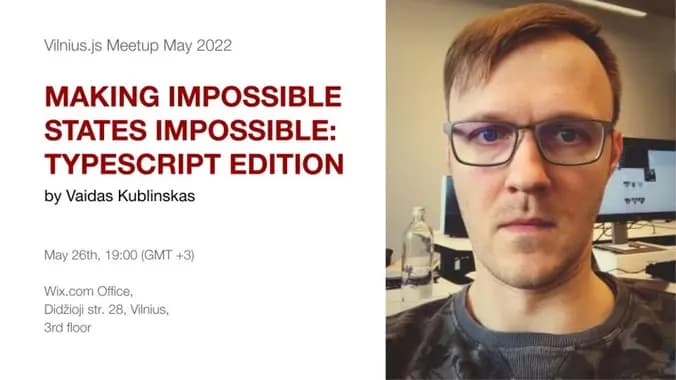 Vilnius.js Meetup May 2022
MAKING IMPOSSIBLE
STATES IMPOSSIBLE:
TYPESCRIPT EDITION
by Vaidas Kublinskas
May 26th, 19:00 (GMT +3)
Wix.com Office,
Didžioji str. 28, Vilnius,
3rd floor